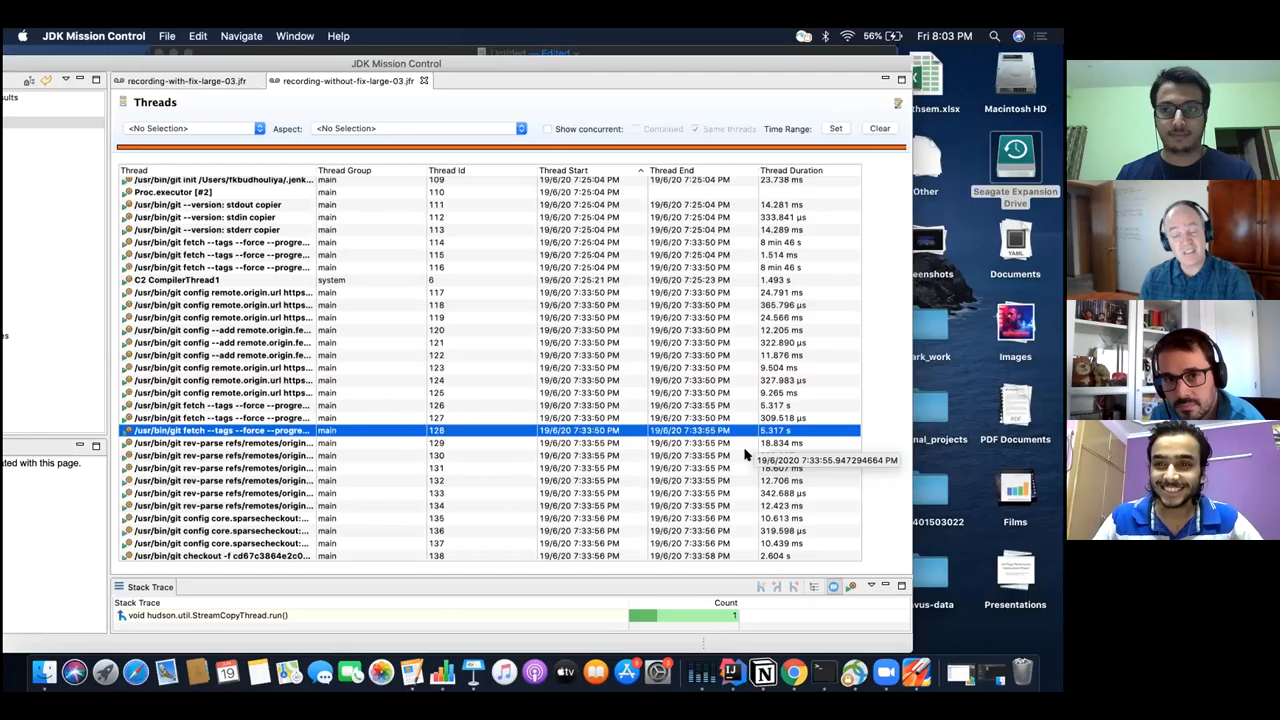 JDK Mission Control File Edit Navigate Window Help 56% Fri 8:03 PM
Untitled — Edited
JDK Mission Control
recording-with-fix-large-03.jfr recording-without-fix-large-03.jfr
Threads
<No Selection> Aspect: <No Selection> Show concurrent: Contained Same threads Time Range: Set Clear
Thread Thread Group Thread Id Thread Start Thread End Thread Duration
/usr/bin/git init /Users/fkbudhouliya/.jenk... main 109 19/6/20 7:25:04 PM 19/6/20 7:25:04 PM 23.738 ms
Proc.executor [#2] main 110 19/6/20 7:25:04 PM
/usr/bin/git --version: stdout copier main 111 19/6/20 7:25:04 PM 19/6/20 7:25:04 PM 14.281 ms
/usr/bin/git --version: stdin copier main 112 19/6/20 7:25:04 PM 19/6/20 7:25:04 PM 333.841 µs
/usr/bin/git --version: stderr copier main 113 19/6/20 7:25:04 PM 19/6/20 7:25:04 PM 14.289 ms
/usr/bin/git fetch --tags --force --progre... main 114 19/6/20 7:25:04 PM 19/6/20 7:33:50 PM 8 min 46 s
/usr/bin/git fetch --tags --force --progre... main 115 19/6/20 7:25:04 PM 19/6/20 7:25:04 PM 1.514 ms
/usr/bin/git fetch --tags --force --progre... main 116 19/6/20 7:25:04 PM 19/6/20 7:33:50 PM 8 min 46 s
C2 CompilerThread1 system 6 19/6/20 7:25:21 PM 19/6/20 7:25:23 PM 1.493 s
/usr/bin/git config remote.origin.url https... main 117 19/6/20 7:33:50 PM 19/6/20 7:33:50 PM 24.791 ms
/usr/bin/git config remote.origin.url https... main 118 19/6/20 7:33:50 PM 19/6/20 7:33:50 PM 365.796 µs
/usr/bin/git config remote.origin.url https... main 119 19/6/20 7:33:50 PM 19/6/20 7:33:50 PM 24.566 ms
/usr/bin/git config --add remote.origin.fe... main 120 19/6/20 7:33:50 PM 19/6/20 7:33:50 PM 12.205 ms
/usr/bin/git config --add remote.origin.fe... main 121 19/6/20 7:33:50 PM 19/6/20 7:33:50 PM 322.890 µs
/usr/bin/git config --add remote.origin.fe... main 122 19/6/20 7:33:50 PM 19/6/20 7:33:50 PM 11.876 ms
/usr/bin/git config remote.origin.url https... main 123 19/6/20 7:33:50 PM 19/6/20 7:33:50 PM 9.504 ms
/usr/bin/git config remote.origin.url https... main 124 19/6/20 7:33:50 PM 19/6/20 7:33:50 PM 327.983 µs
/usr/bin/git config remote.origin.url https... main 125 19/6/20 7:33:50 PM 19/6/20 7:33:50 PM 9.265 ms
/usr/bin/git fetch --tags --force --progre... main 126 19/6/20 7:33:50 PM 19/6/20 7:33:55 PM 5.317 s
/usr/bin/git fetch --tags --force --progre... main 127 19/6/20 7:33:50 PM 19/6/20 7:33:50 PM 309.518 µs
/usr/bin/git fetch --tags --force --progre... main 128 19/6/20 7:33:50 PM 19/6/20 7:33:55 PM 5.317 s
/usr/bin/git rev-parse refs/remotes/origin... main 129 19/6/20 7:33:55 PM 19/6/20 7:33:55 PM 18.834 ms
/usr/bin/git rev-parse refs/remotes/origin... main 130 19/6/20 7:33:55 PM 19/6/20 7:33:55 PM
19/6/2020 7:33:55.947294664 PM
/usr/bin/git rev-parse refs/remotes/origin... main 131 19/6/20 7:33:55 PM 19/6/20 7:33:55 PM 18.607 ms
/usr/bin/git rev-parse refs/remotes/origin... main 132 19/6/20 7:33:55 PM 19/6/20 7:33:55 PM 12.706 ms
/usr/bin/git rev-parse refs/remotes/origin... main 133 19/6/20 7:33:55 PM 19/6/20 7:33:55 PM 342.688 µs
/usr/bin/git rev-parse refs/remotes/origin... main 134 19/6/20 7:33:55 PM 19/6/20 7:33:55 PM 12.423 ms
/usr/bin/git config core.sparsecheckout:... main 135 19/6/20 7:33:56 PM 19/6/20 7:33:56 PM 10.613 ms
/usr/bin/git config core.sparsecheckout:... main 136 19/6/20 7:33:56 PM 19/6/20 7:33:56 PM 319.598 µs
/usr/bin/git config core.sparsecheckout:... main 137 19/6/20 7:33:56 PM 19/6/20 7:33:56 PM 10.439 ms
/usr/bin/git checkout -f cd67c3864e2c0... main 138 19/6/20 7:33:56 PM 19/6/20 7:33:58 PM 2.604 s
Stack Trace
Stack Trace Count
void hudson.util.StreamCopyThread.run() 1
sults
es
ated with this page.
thsem.xlsx Macintosh HD
Other Seagate Expansion
Drive
eenshots Documents
ark_work Images
onal_projects PDF Documents
401503022 Films
avus-data Presentations
19